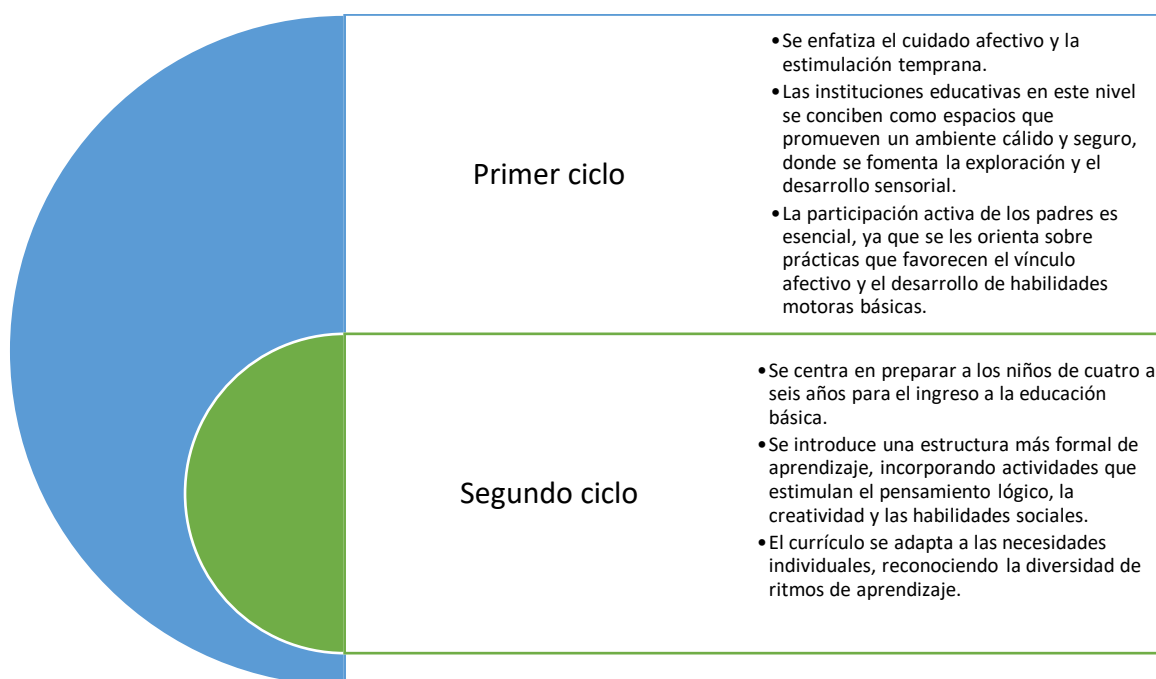 Primer ciclo
•Se enfatiza el cuidado afectivo y la
estimulación temprana.
•Las instituciones educativas en este nivel
se conciben como espacios que
promueven un ambiente cálido y seguro,
donde se fomenta la exploración y el
desarrollo sensorial.
•La participación activa de los padres es
esencial, ya que se les orienta sobre
prácticas que favorecen el vínculo
afectivo y el desarrollo de habilidades
motoras básicas.
Segundo ciclo
•Se centra en preparar a los niños de cuatro a
seis años para el ingreso a la educación
básica.
•Se introduce una estructura más formal de
aprendizaje, incorporando actividades que
estimulan el pensamiento lógico, la
creatividad y las habilidades sociales.
•El currículo se adapta a las necesidades
individuales, reconociendo la diversidad de
ritmos de aprendizaje.